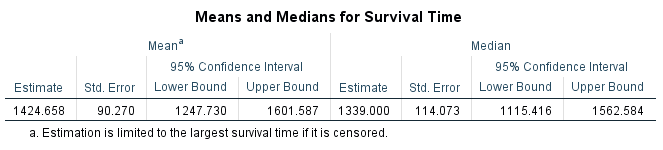 Means and Medians for Survival Time
Meana Median
95% Confidence Interval 95% Confidence Interval
Estimate Std. Error Lower Bound Upper Bound Estimate Std. Error Lower Bound Upper Bound
1424.658 90.270 1247.730 1601.587 1339.000 114.073 1115.416 1562.584
a. Estimation is limited to the largest survival time if it is censored.